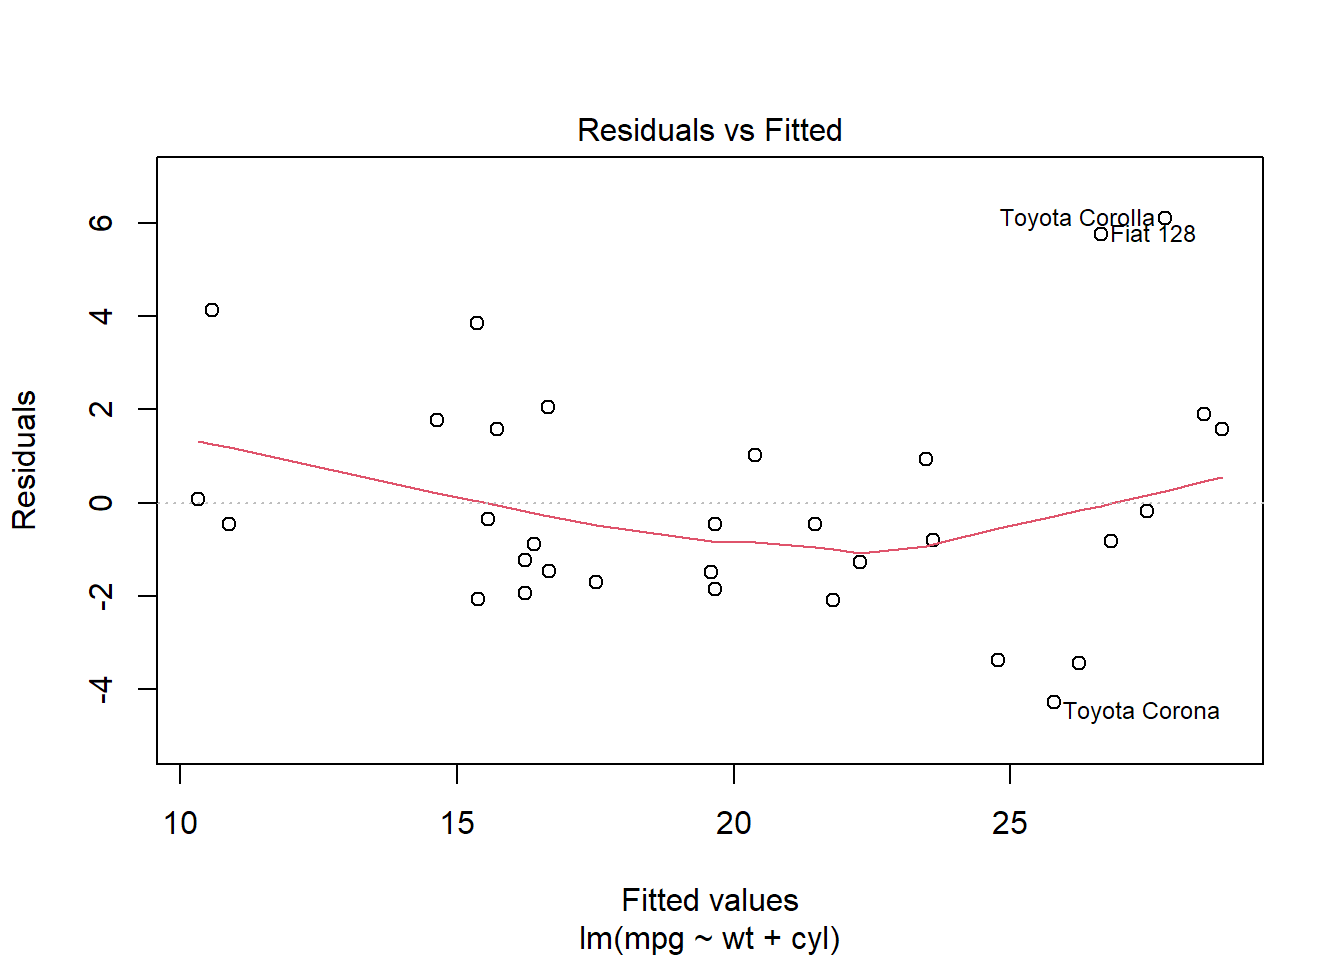 Residuals vs Fitted
Residuals
6
4
2
0
-2
-4
Toyota Corolla
Fiat 128
Toyota Corona
10 15 20 25
Fitted values
lm(mpg ~ wt + cyl)